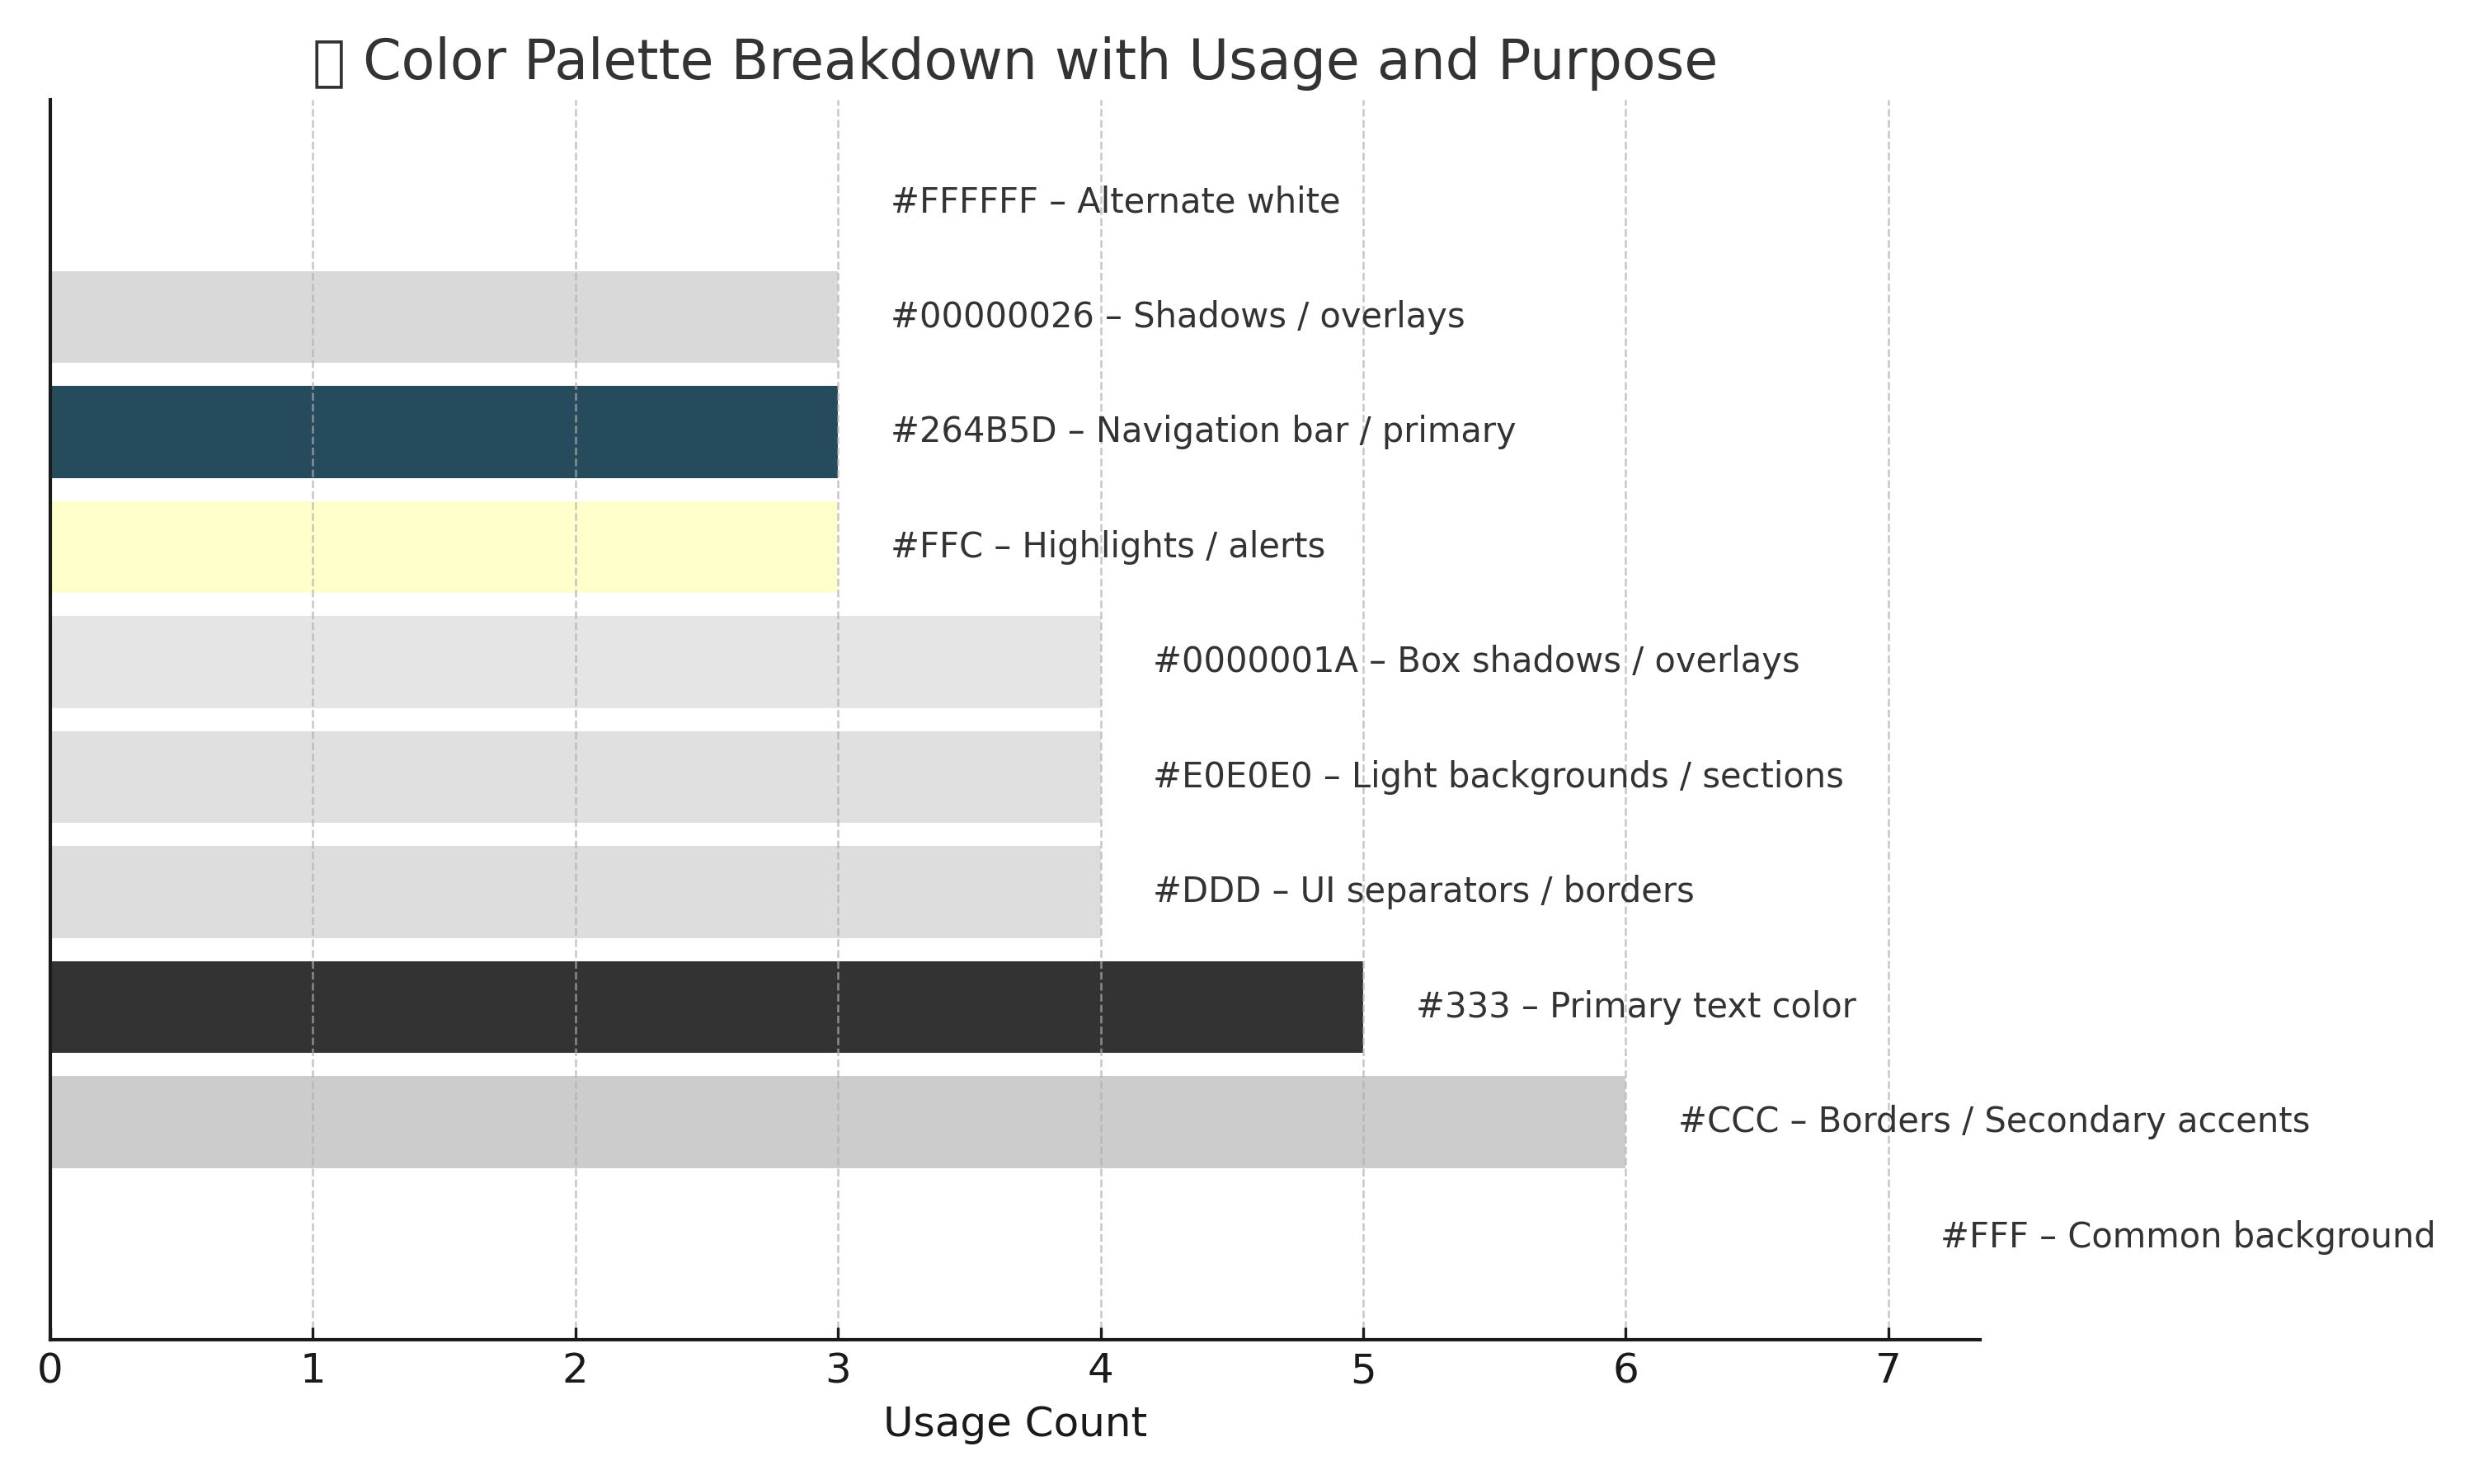 Color Palette Breakdown with Usage and Purpose
#FFFFFF – Alternate white
#00000026 – Shadows / overlays
#264B5D – Navigation bar / primary
#FFC – Highlights / alerts
#0000001A – Box shadows / overlays
#E0E0E0 – Light backgrounds / sections
#DDD – UI separators / borders
#333 – Primary text color
#CCC – Borders / Secondary accents
#FFF – Common background
0 1 2 3 4 5 6 7
Usage Count